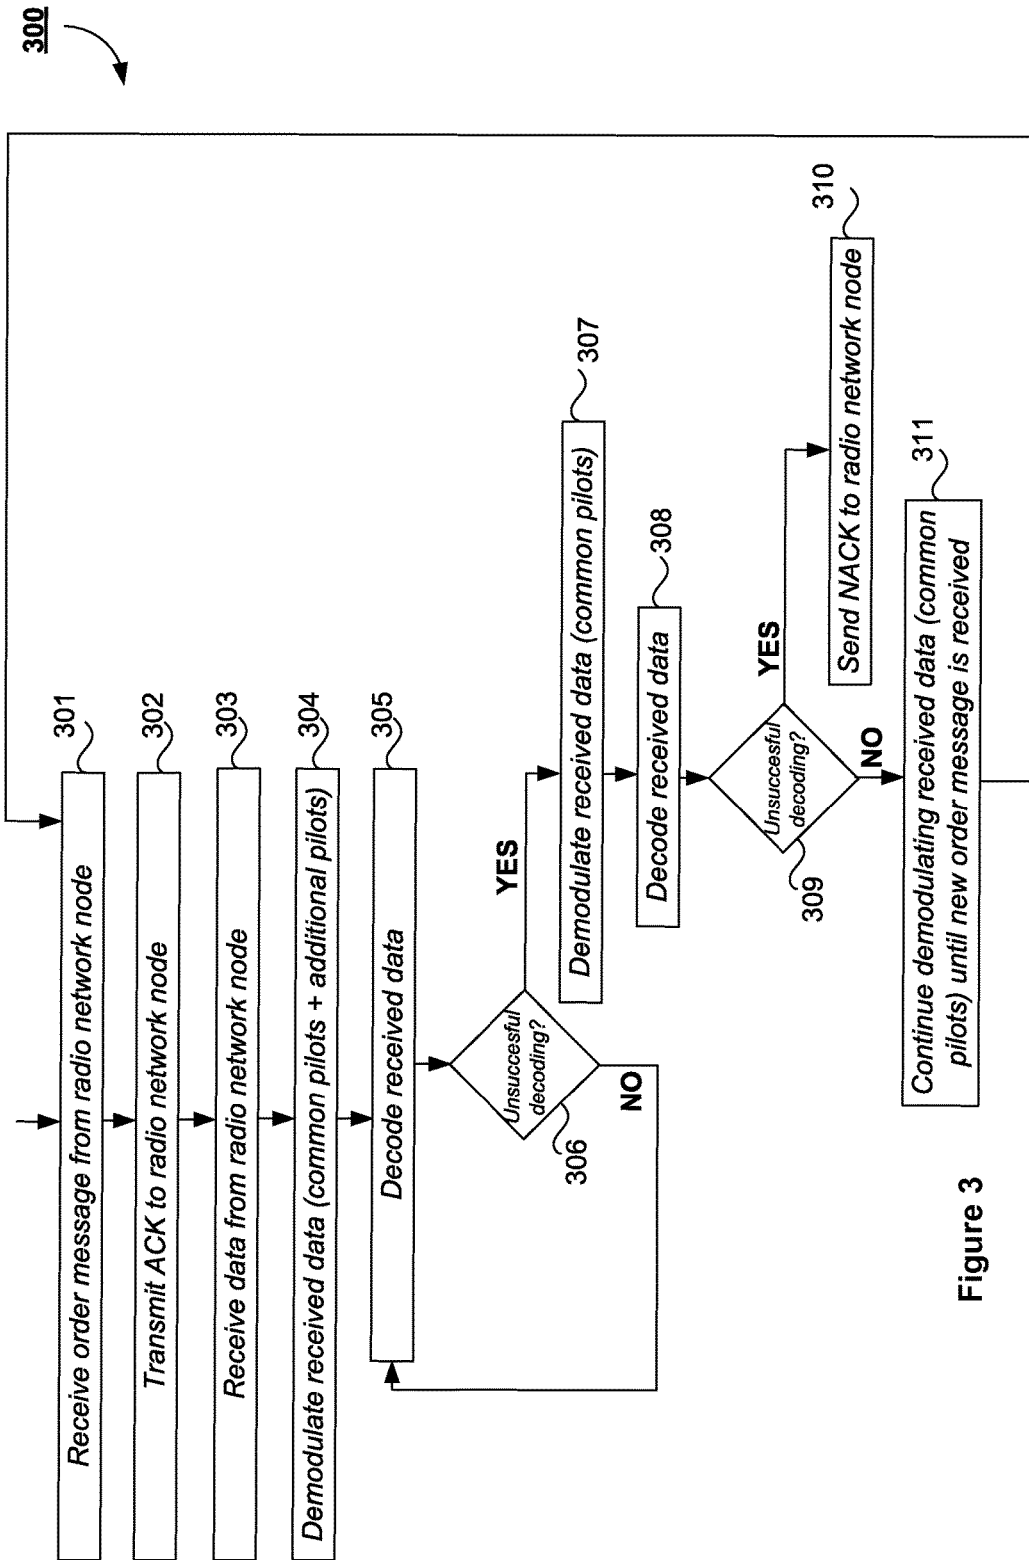 300
Receive order message from radio network node
301
Transmit ACK to radio network node
302
Receive data from radio network node
303
Demodulate received data (common pilots + additional pilots)
304
Decode received data
305
Unsuccesful
decoding?
306
YES
NO
Demodulate received data (common pilots)
307
Decode received data
308
Unsuccesful
decoding?
309
YES
NO
Send NACK to radio network node
310
Continue demodulating received data (common
pilots) until new order message is received
311
Figure 3